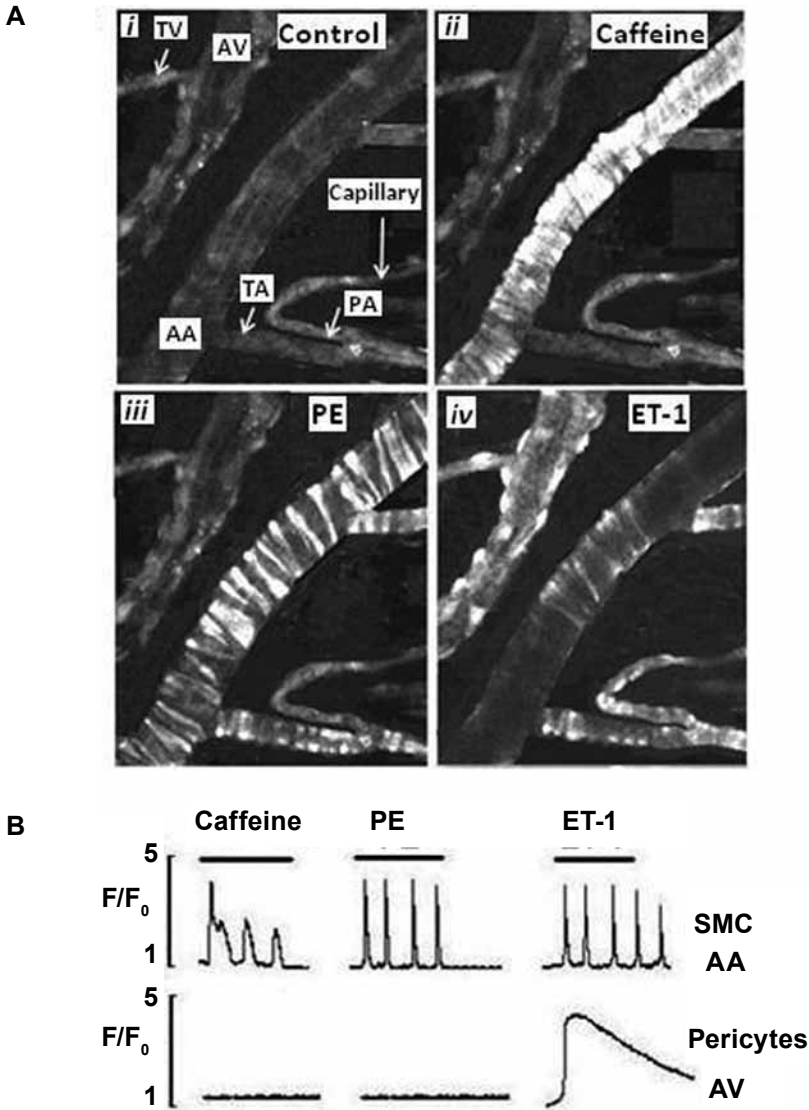 A
i
TV
AV
Control
Capillary
TA
PA
AA
ii
Caffeine
iii
PE
iv
ET-1
B
Caffeine PE ET-1
5
F/F0
1
SMC
AA
5
F/F0
1
Pericytes
AV